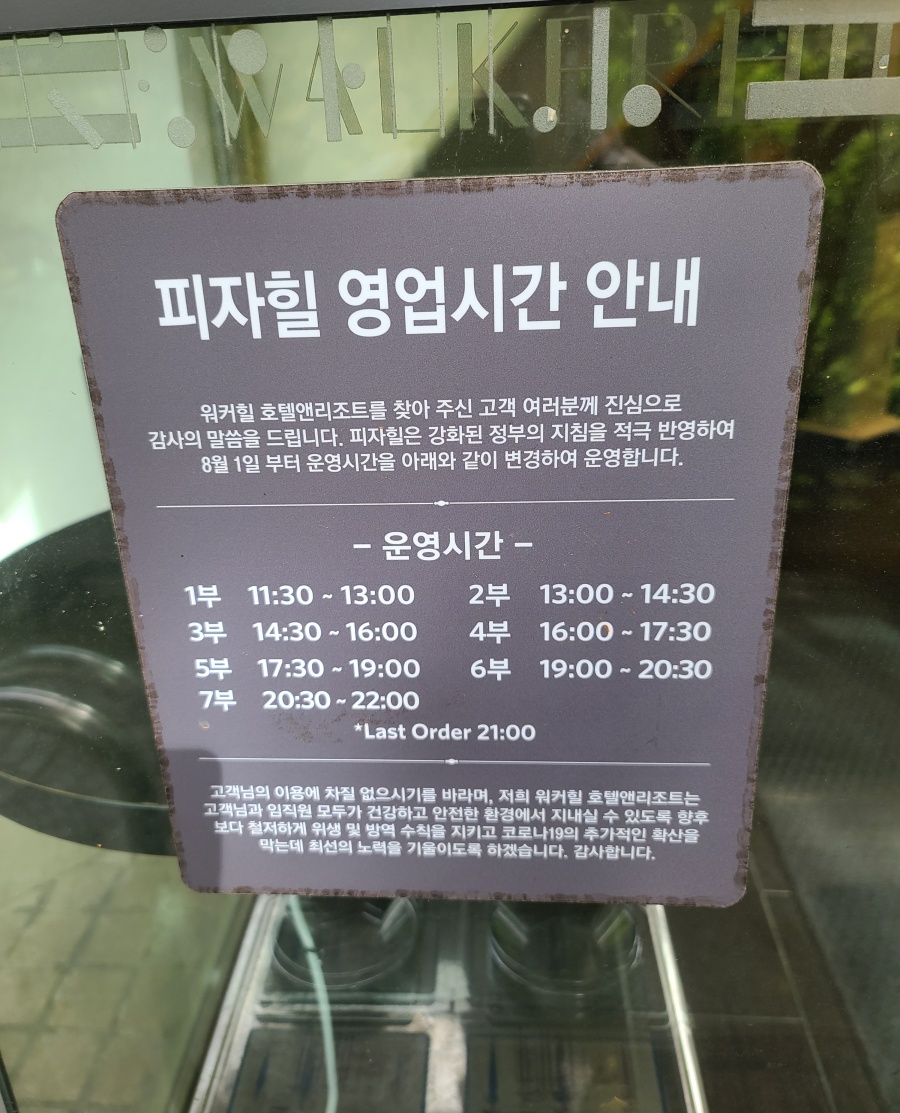 WALKERHILL
피자힐 영업시간 안내
워커힐 호텔앤리조트를 찾아 주신 고객 여러분께 진심으로
감사의 말씀을 드립니다. 피자힐은 강화된 정부의 지침을 적극 반영하여
8월 1일 부터 운영시간을 아래와 같이 변경하여 운영합니다.
– 운영시간 –
1부 11:30 ~ 13:00 2부 13:00 ~ 14:30
3부 14:30 ~ 16:00 4부 16:00 ~ 17:30
5부 17:30 ~ 19:00 6부 19:00 ~ 20:30
7부 20:30 ~ 22:00
*Last Order 21:00
고객님의 이용에 차질 없으시기를 바라며, 저희 워커힐 호텔앤리조트는
고객님과 임직원 모두가 건강하고 안전한 환경에서 지내실 수 있도록 향후
보다 철저하게 위생 및 방역 수칙을 지키고 코로나19의 추가적인 확산을
막는데 최선의 노력을 기울이도록 하겠습니다. 감사합니다.